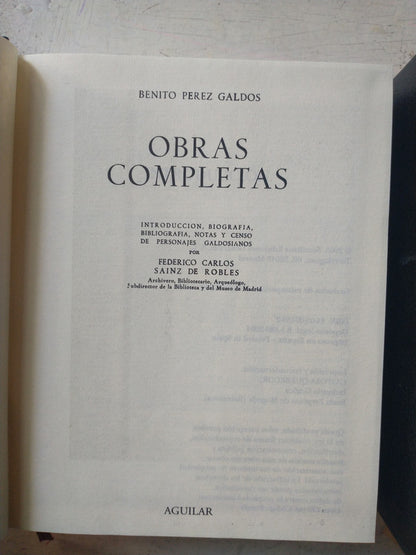 BENITO PEREZ GALDOS
OBRAS
COMPLETAS
INTRODUCCION, BIOGRAFIA,
BIBLIOGRAFIA, NOTAS Y CENSO
DE PERSONAJES GALDOSIANOS
POR
FEDERICO CARLOS
SAINZ DE ROBLES
Archivero, Bibliotecario, Arqueólogo,
Subdirector de la Biblioteca y del Museo de Madrid
AGUILAR